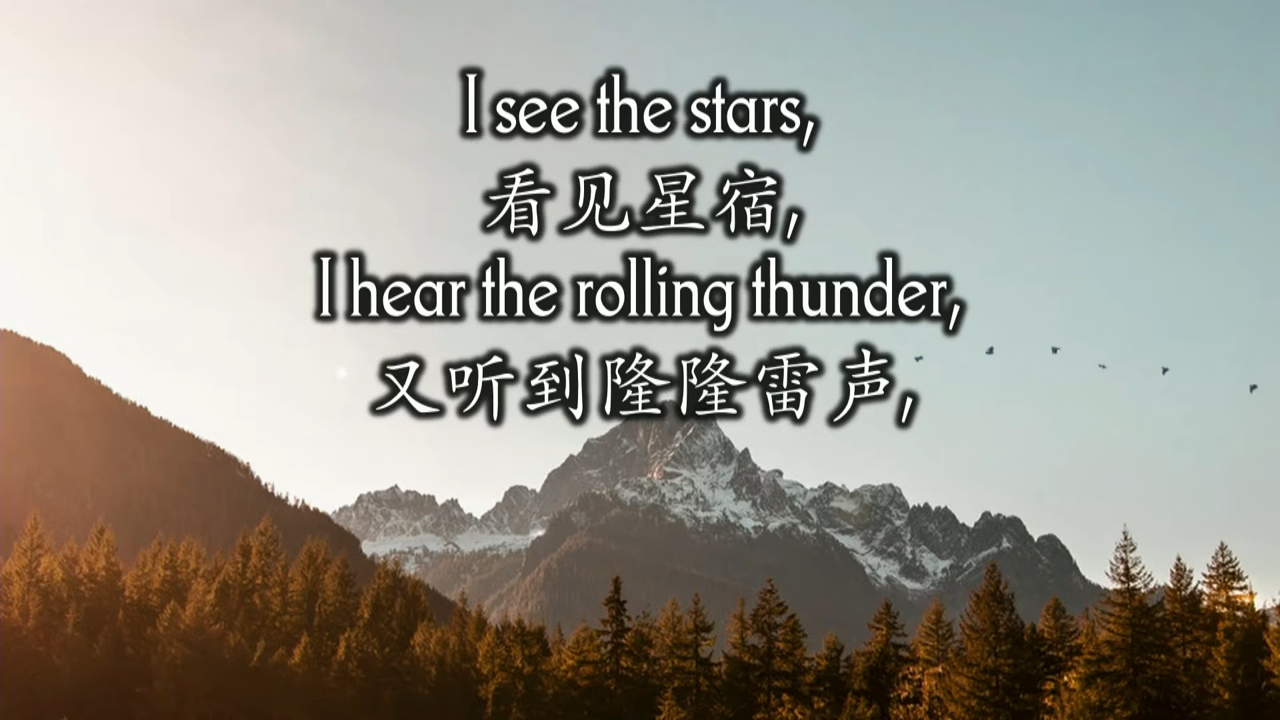 I see the stars,
看见星宿,
I hear the rolling thunder,
又听到隆隆雷声,